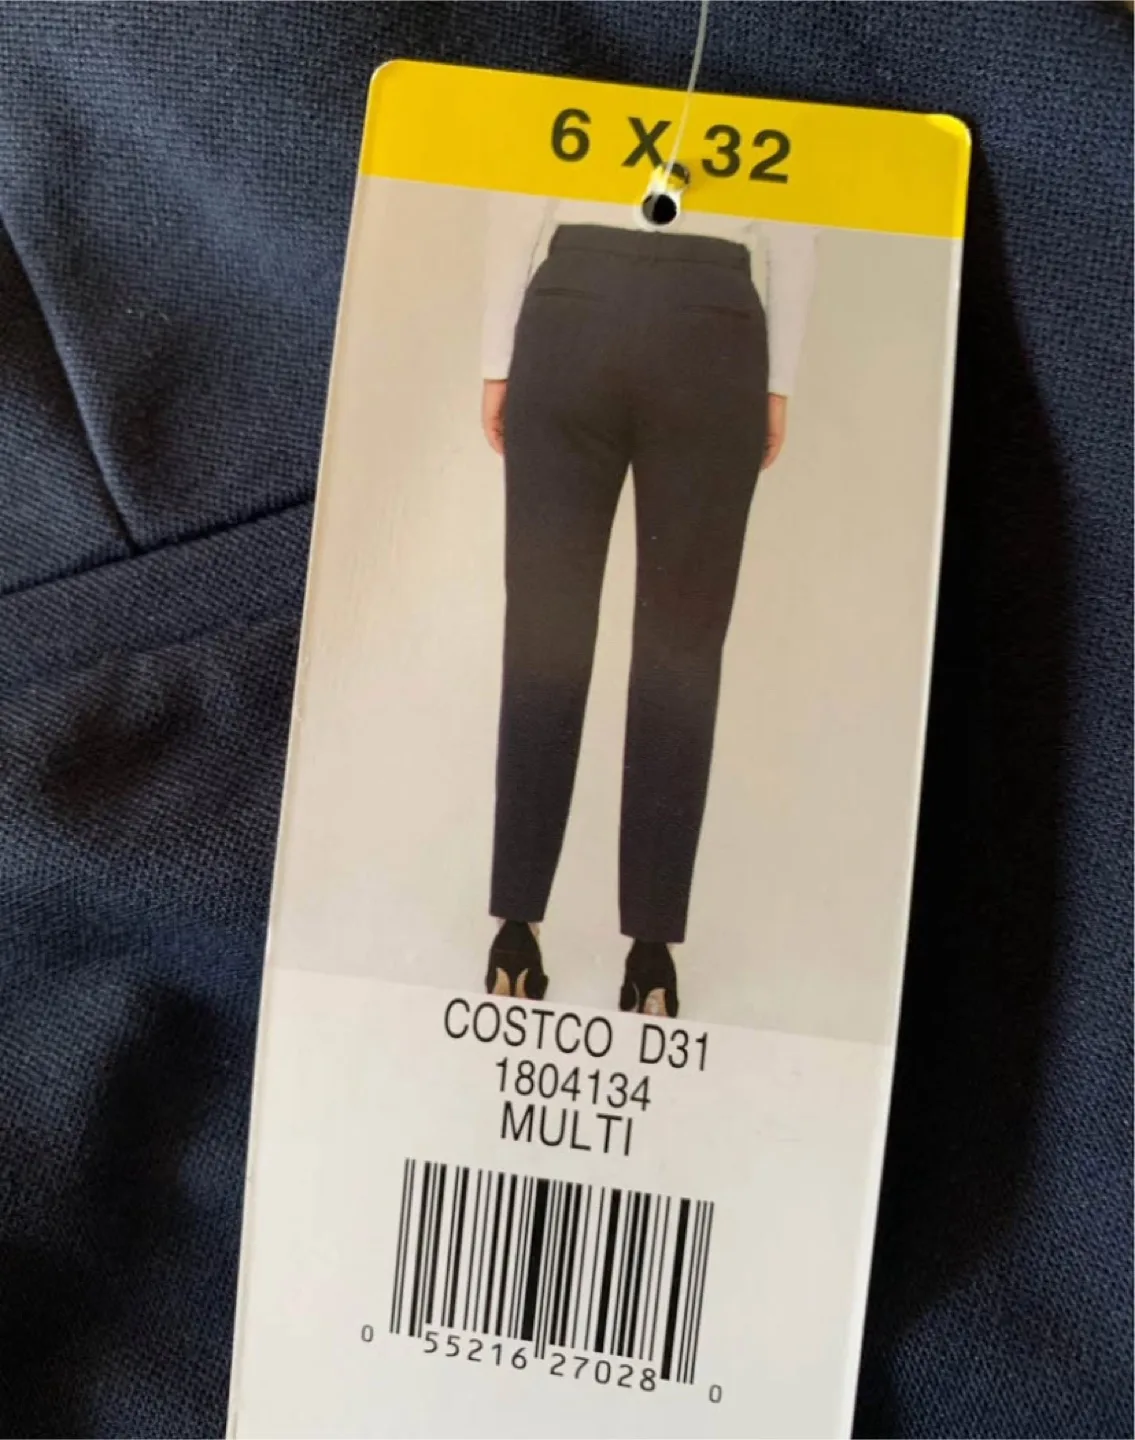 6 X 32
COSTCO D31
1804134
MULTI
0 55216 27028 0